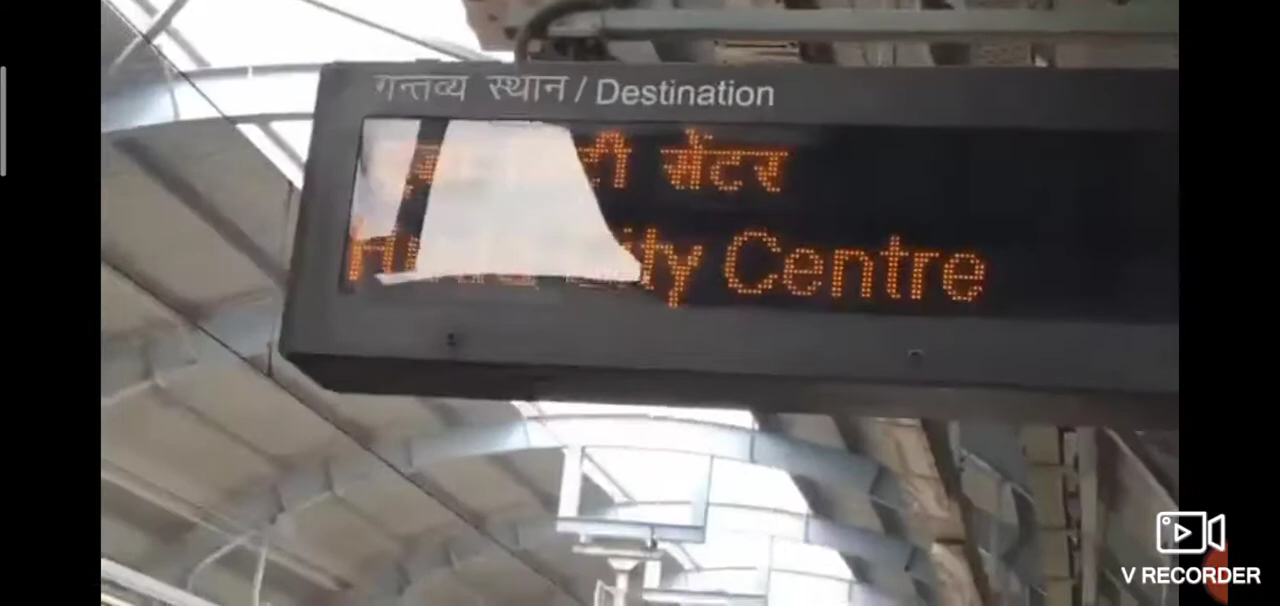 गन्तव्य स्थान / Destination
सेंटर
Centre
V RECORDER